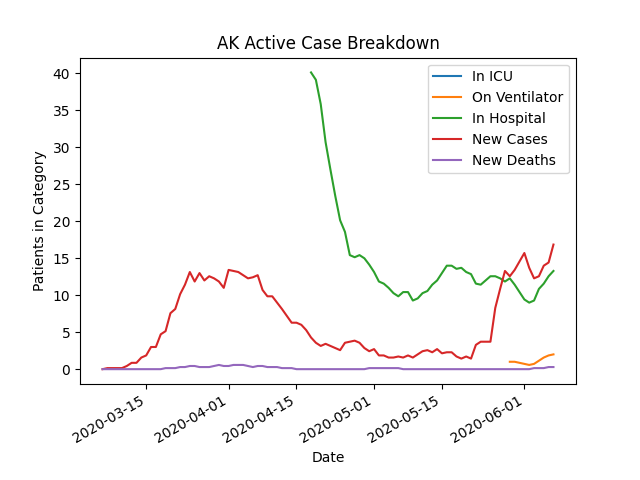 AK Active Case Breakdown
In ICU
On Ventilator
In Hospital
New Cases
New Deaths
Patients in Category
40
35
30
25
20
15
10
5
0
2020-03-15
2020-04-01
2020-04-15
2020-05-01
2020-05-15
2020-06-01
Date